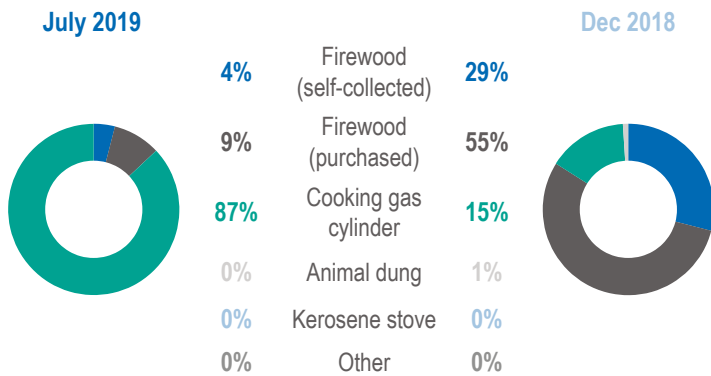 July 2019
Dec 2018
4%
Firewood
(self-collected)
29%
9%
Firewood
(purchased)
55%
87%
Cooking gas
cylinder
15%
0%
Animal dung
1%
0%
Kerosene stove
0%
0%
Other
0%